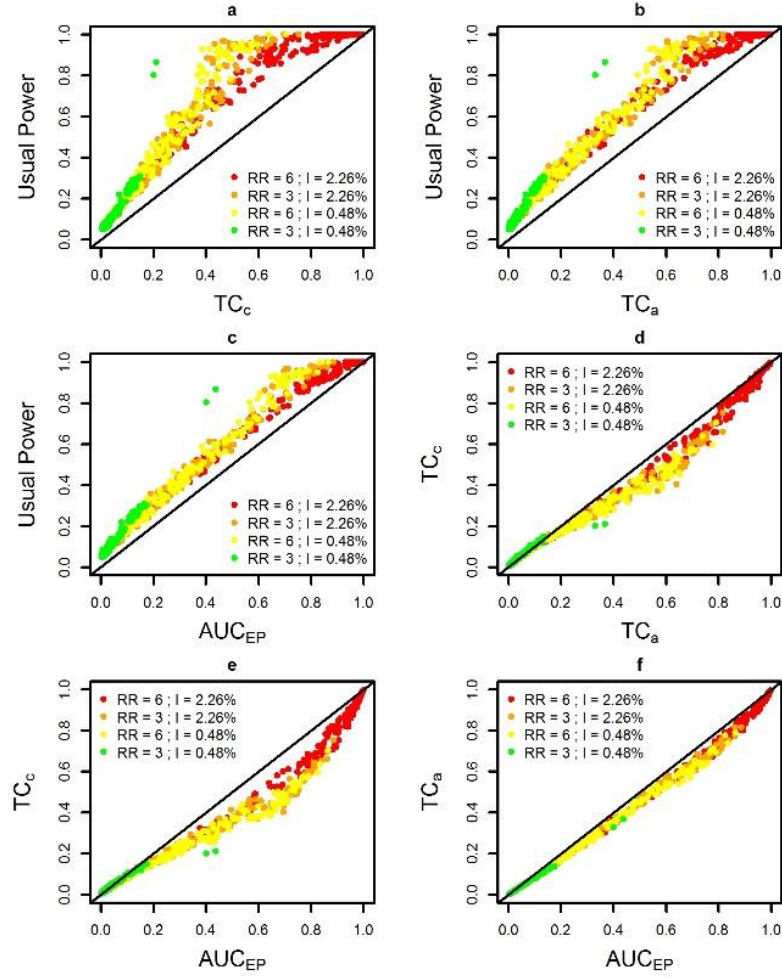 a
Usual Power
1.0
0.8
0.6
0.4
0.2
0.0
RR = 6 ; I = 2.26%
RR = 3 ; I = 2.26%
RR = 6 ; I = 0.48%
RR = 3 ; I = 0.48%
0.0 0.2 0.4 0.6 0.8 1.0
TCc
b
Usual Power
1.0
0.8
0.6
0.4
0.2
0.0
RR = 6 ; I = 2.26%
RR = 3 ; I = 2.26%
RR = 6 ; I = 0.48%
RR = 3 ; I = 0.48%
0.0 0.2 0.4 0.6 0.8 1.0
TCa
c
Usual Power
1.0
0.8
0.6
0.4
0.2
0.0
RR = 6 ; I = 2.26%
RR = 3 ; I = 2.26%
RR = 6 ; I = 0.48%
RR = 3 ; I = 0.48%
0.0 0.2 0.4 0.6 0.8 1.0
AUCEP
d
TCc
1.0
0.8
0.6
0.4
0.2
0.0
RR = 6 ; I = 2.26%
RR = 3 ; I = 2.26%
RR = 6 ; I = 0.48%
RR = 3 ; I = 0.48%
0.0 0.2 0.4 0.6 0.8 1.0
TCa
e
TCc
1.0
0.8
0.6
0.4
0.2
0.0
RR = 6 ; I = 2.26%
RR = 3 ; I = 2.26%
RR = 6 ; I = 0.48%
RR = 3 ; I = 0.48%
0.0 0.2 0.4 0.6 0.8 1.0
AUCEP
f
TCa
1.0
0.8
0.6
0.4
0.2
0.0
RR = 6 ; I = 2.26%
RR = 3 ; I = 2.26%
RR = 6 ; I = 0.48%
RR = 3 ; I = 0.48%
0.0 0.2 0.4 0.6 0.8 1.0
AUCEP